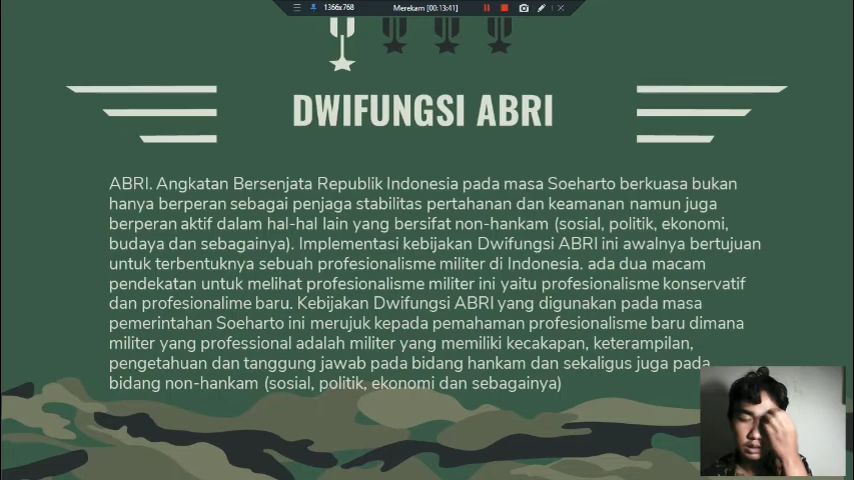 1366x768
Merekam [00:13:41]
DWIFUNGSI ABRI
ABRI. Angkatan Bersenjata Republik Indonesia pada masa Soeharto berkuasa bukan
hanya berperan sebagai penjaga stabilitas pertahanan dan keamanan namun juga
berperan aktif dalam hal-hal lain yang bersifat non-hankam (sosial, politik, ekonomi,
budaya dan sebagainya). Implementasi kebijakan Dwifungsi ABRI ini awalnya bertujuan
untuk terbentuknya sebuah profesionalisme militer di Indonesia. ada dua macam
pendekatan untuk melihat profesionalisme militer ini yaitu profesionalisme konservatif
dan profesionalime baru. Kebijakan Dwifungsi ABRI yang digunakan pada masa
pemerintahan Soeharto ini merujuk kepada pemahaman profesionalisme baru dimana
militer yang professional adalah militer yang memiliki kecakapan, keterampilan,
pengetahuan dan tanggung jawab pada bidang hankam dan sekaligus juga pada
bidang non-hankam (sosial, politik, ekonomi dan sebagainya)